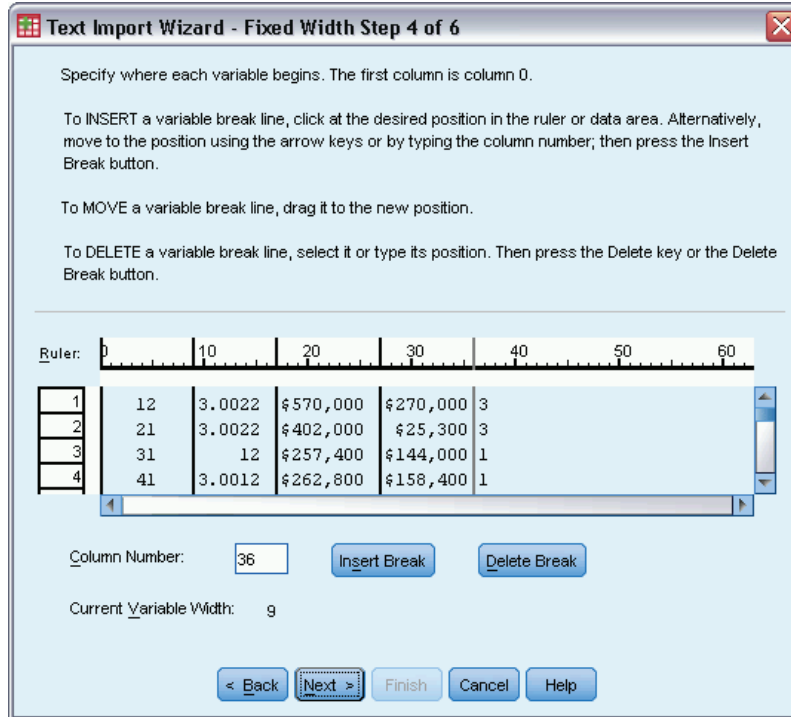 Text Import Wizard - Fixed Width Step 4 of 6
Specify where each variable begins. The first column is column 0.
To INSERT a variable break line, click at the desired position in the ruler or data area. Alternatively,
move to the position using the arrow keys or by typing the column number; then press the Insert
Break button.
To MOVE a variable break line, drag it to the new position.
To DELETE a variable break line, select it or type its position. Then press the Delete key or the Delete
Break button.
Ruler: 0 10 20 30 40 50 60
1 12 3.0022 $570,000 $270,000 3
2 21 3.0022 $402,000 $25,300 3
3 31 12 $257,400 $144,000 1
4 41 3.0012 $262,800 $158,400 1
Column Number: 36 Insert Break Delete Break
Current Variable Width: 9
< Back Next > Finish Cancel Help